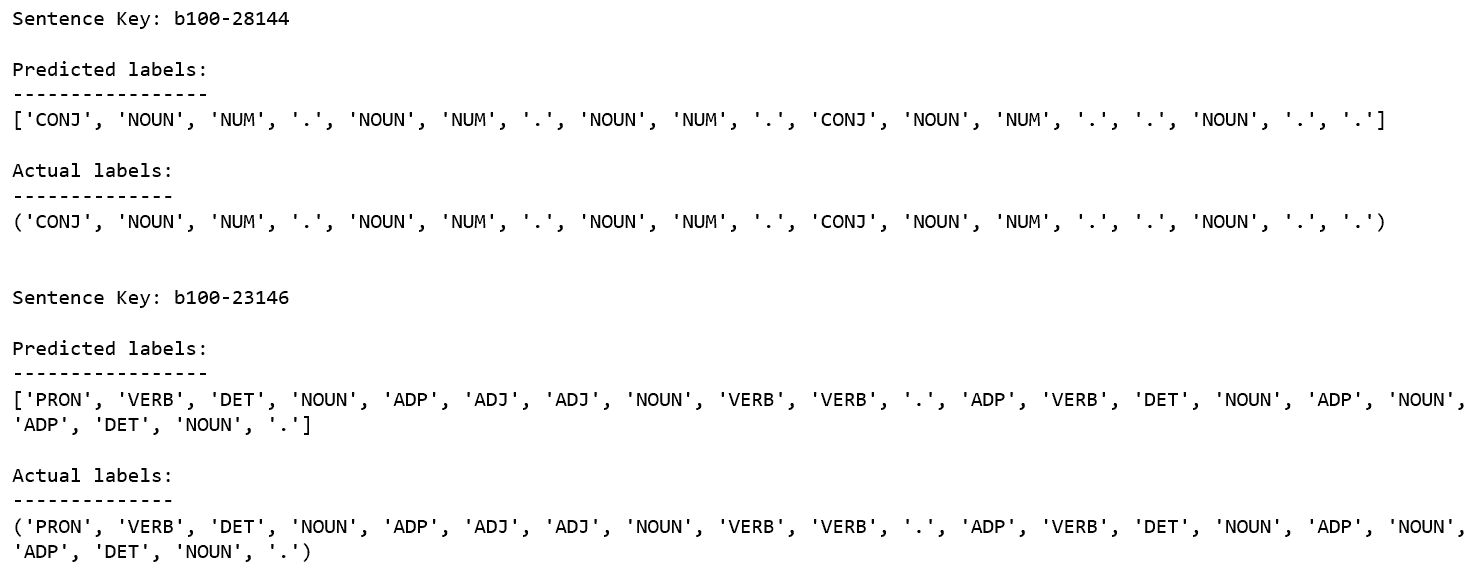 Sentence Key: b100-28144
Predicted labels:
-----------------
['CONJ', 'NOUN', 'NUM', '.', 'NOUN', 'NUM', '.', 'NOUN', 'NUM', '.', 'CONJ', 'NOUN', 'NUM', '.', '.', 'NOUN', '.', '.']
Actual labels:
--------------
('CONJ', 'NOUN', 'NUM', '.', 'NOUN', 'NUM', '.', 'NOUN', 'NUM', '.', 'CONJ', 'NOUN', 'NUM', '.', '.', 'NOUN', '.', '.')
Sentence Key: b100-23146
Predicted labels:
-----------------
['PRON', 'VERB', 'DET', 'NOUN', 'ADP', 'ADJ', 'ADJ', 'NOUN', 'VERB', 'VERB', '.', 'ADP', 'VERB', 'DET', 'NOUN', 'ADP', 'NOUN',
'ADP', 'DET', 'NOUN', '.']
Actual labels:
--------------
('PRON', 'VERB', 'DET', 'NOUN', 'ADP', 'ADJ', 'ADJ', 'NOUN', 'VERB', 'VERB', '.', 'ADP', 'VERB', 'DET', 'NOUN', 'ADP', 'NOUN',
'ADP', 'DET', 'NOUN', '.')